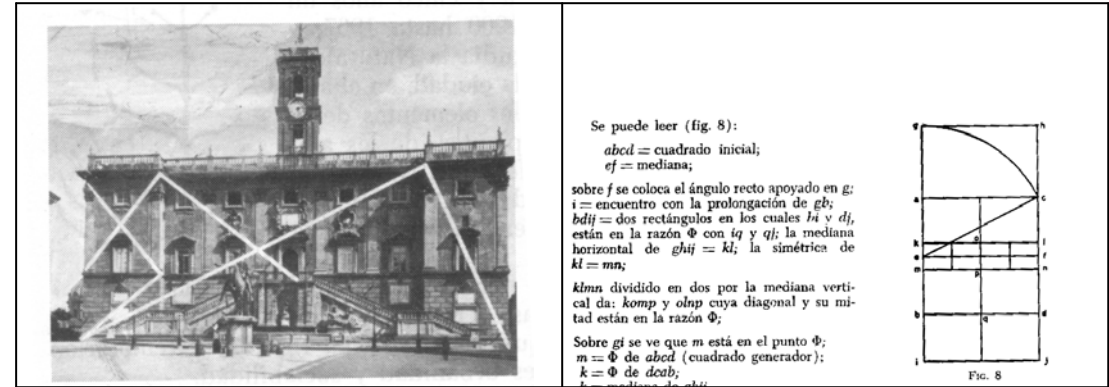 Se puede leer (fig. 8):
abcd = cuadrado inicial;
ef = mediana;
sobre f se coloca el ángulo recto apoyado en g;
i = encuentro con la prolongación de gb;
bdij = dos rectángulos en los cuales bi y dj,
están en la razón Φ con iq y qj; la mediana
horizontal de ghij = kl; la simétrica de
kl = mn;
klmn dividido en dos por la mediana verti-
cal da: komp y olnp cuya diagonal y su mi-
tad están en la razón Φ;
Sobre gi se ve que m está en el punto Φ;
m = Φ de abcd (cuadrado generador);
k = Φ de dcab;
k = mediana de ghij
g h
a c
k o l
e f
m p n
b q d
i j
Fig. 8